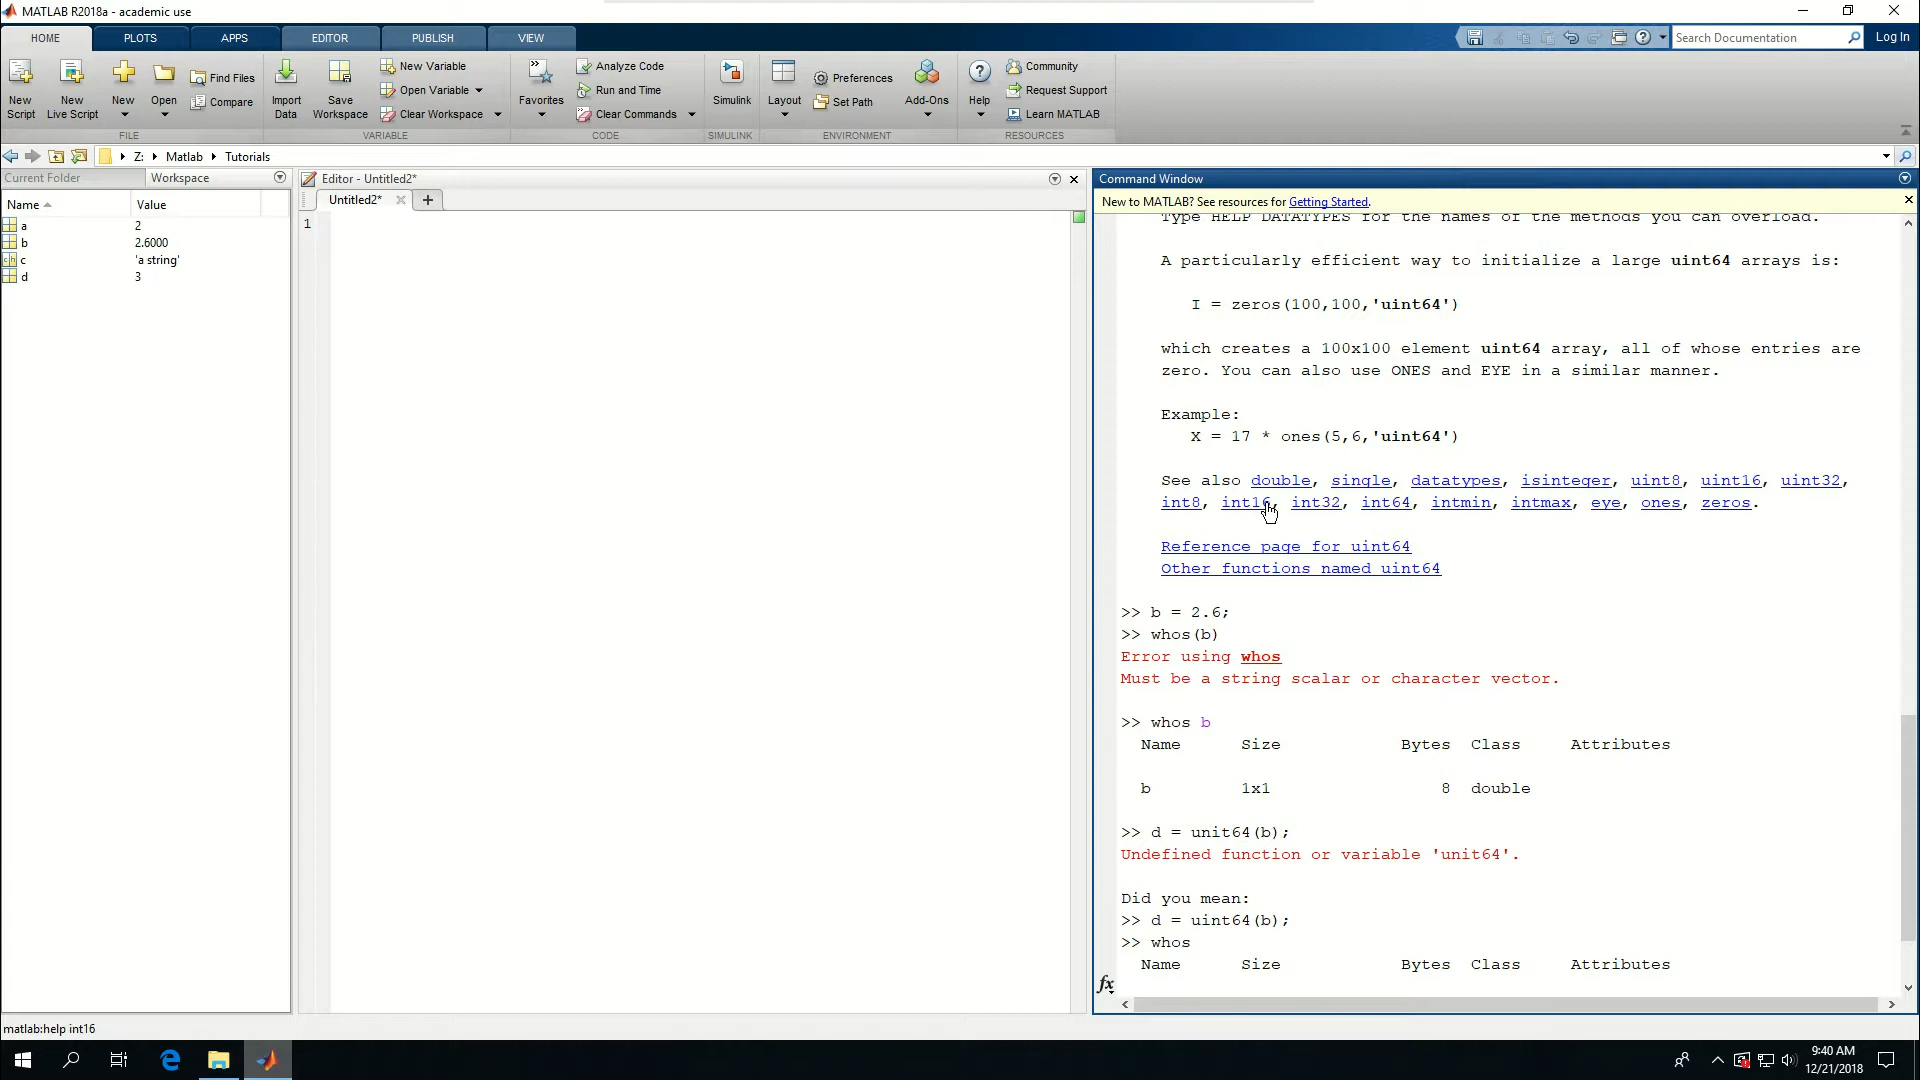 MATLAB R2018a - academic use
HOME PLOTS APPS EDITOR PUBLISH VIEW
Search Documentation
Log In
New Script
New Live Script
New
Open
Find Files
Compare
FILE
Import Data
Save Workspace
New Variable
Open Variable
Clear Workspace
VARIABLE
Favorites
Analyze Code
Run and Time
Clear Commands
CODE
Simulink
SIMULINK
Layout
Preferences
Set Path
Add-Ons
ENVIRONMENT
Help
Community
Request Support
Learn MATLAB
RESOURCES
Z: Matlab Tutorials
Current Folder
Workspace
Name Value
a 2
b 2.6000
c 'a string'
d 3
Editor - Untitled2*
Untitled2*
1
Command Window
New to MATLAB? See resources for Getting Started.
Type HELP DATATYPES for the names of the methods you can overload.
A particularly efficient way to initialize a large uint64 arrays is:
I = zeros(100,100,'uint64')
which creates a 100x100 element uint64 array, all of whose entries are
zero. You can also use ONES and EYE in a similar manner.
Example:
X = 17 * ones(5,6,'uint64')
See also double, single, datatypes, isinteger, uint8, uint16, uint32,
int8, int16, int32, int64, intmin, intmax, eye, ones, zeros.
Reference page for uint64
Other functions named uint64
>> b = 2.6;
>> whos(b)
Error using whos
Must be a string scalar or character vector.
>> whos b
Name Size Bytes Class Attributes
b 1x1 8 double
>> d = unit64(b);
Undefined function or variable 'unit64'.
Did you mean:
>> d = uint64(b);
>> whos
Name Size Bytes Class Attributes
fx
matlab:help int16
9:40 AM
12/21/2018